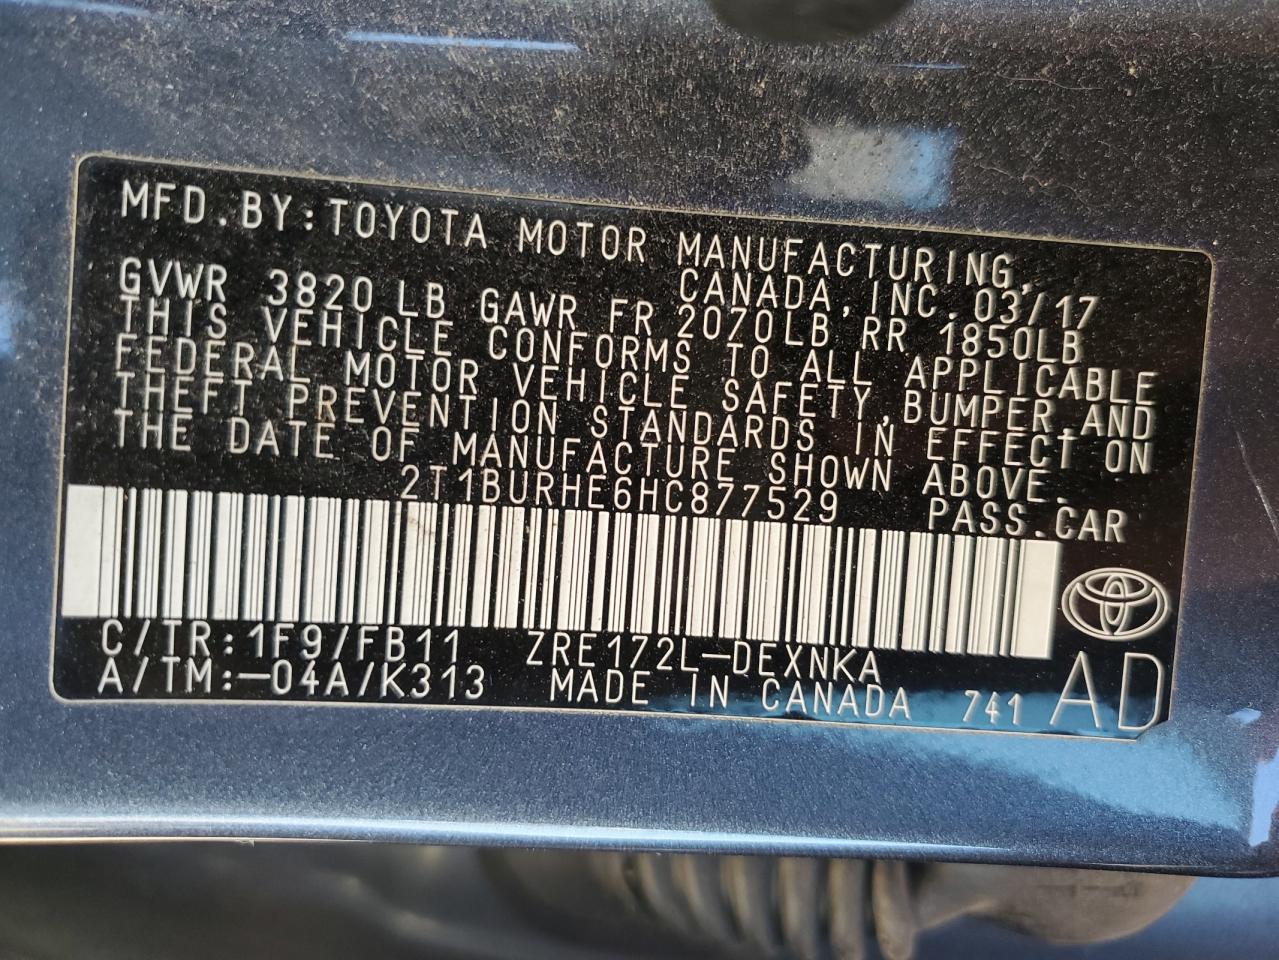 MFD.BY:TOYOTA MOTOR MANUFACTURING,
CANADA,INC.03/17
GVWR 3820LB GAWR FR 2070LB RR 1850LB
THIS VEHICLE CONFORMS TO ALL APPLICABLE
FEDERAL MOTOR VEHICLE SAFETY,BUMPER,AND
THEFT PREVENTION STANDARDS IN EFFECT ON
THE DATE OF MANUFACTURE SHOWN ABOVE.
2T1BURHE6HC877529 PASS.CAR
C/TR:1F9/FB11 ZRE172L-DEXNKA
A/TM:-04A/K313 MADE IN CANADA 741 AD